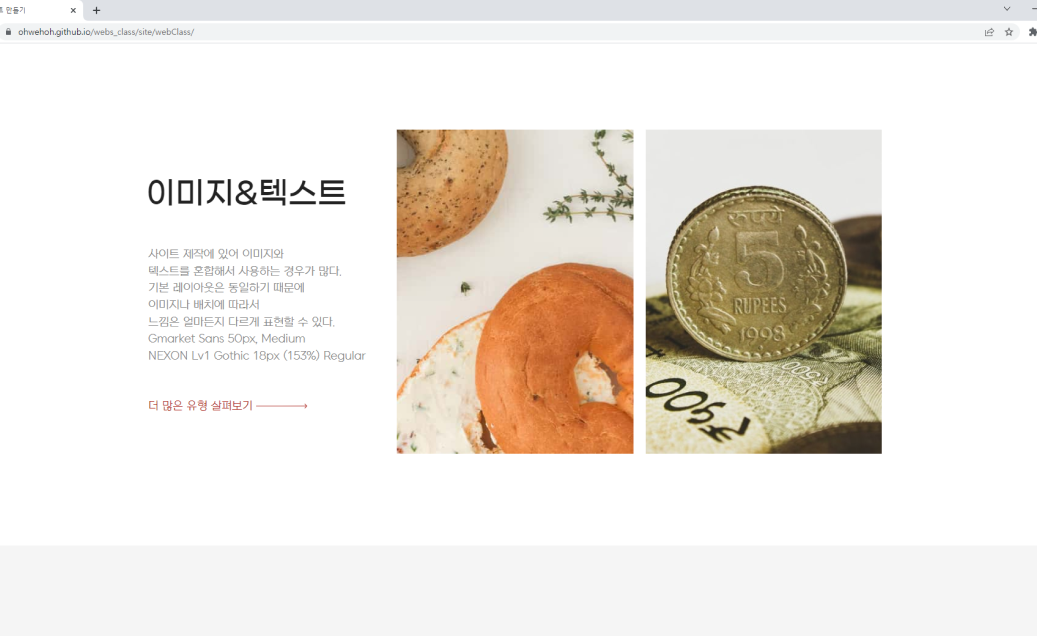 트 만들기
ohwehoh.github.io/webs_class/site/webClass/
이미지&텍스트
사이트 제작에 있어 이미지와
텍스트를 혼합해서 사용하는 경우가 많다.
기본 레이아웃은 동일하기 때문에
이미지나 배치에 따라서
느낌은 얼마든지 다르게 표현할 수 있다.
Gmarket Sans 50px, Medium
NEXON Lv1 Gothic 18px (153%) Regular
더 많은 유형 살펴보기
रुपये
5
RUPEES
1998
500
₹500